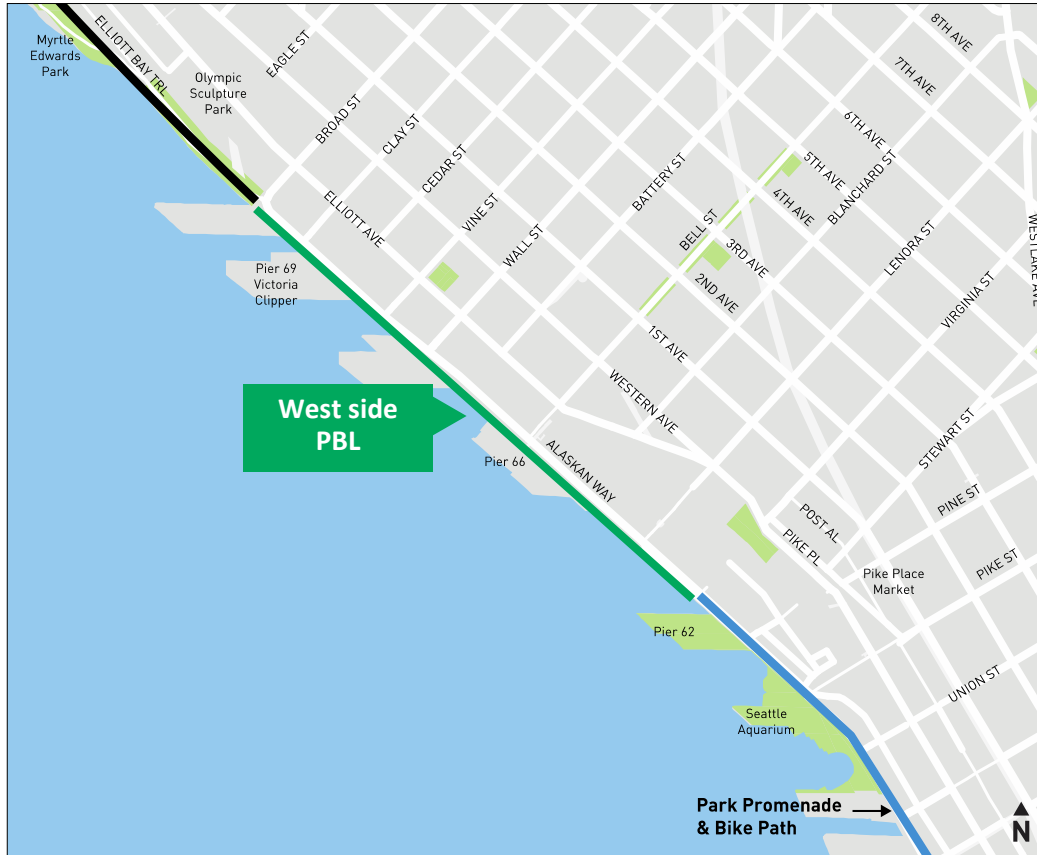 Myrtle
Edwards
Park
ELLIOTT BAY TRL
Olympic
Sculpture
Park
EAGLE ST
BROAD ST
CLAY ST
CEDAR ST
VINE ST
WALL ST
BATTERY ST
BELL ST
BLANCHARD ST
LENORA ST
VIRGINIA ST
STEWART ST
PINE ST
PIKE ST
UNION ST
8TH AVE
7TH AVE
6TH AVE
5TH AVE
4TH AVE
3RD AVE
2ND AVE
1ST AVE
WESTERN AVE
ELLIOTT AVE
WESTLAKE AVE
ALASKAN WAY
POST AL
PIKE PL
Pier 69
Victoria
Clipper
West side
PBL
Pier 66
Pike Place
Market
Pier 62
Seattle
Aquarium
Park Promenade
& Bike Path
N